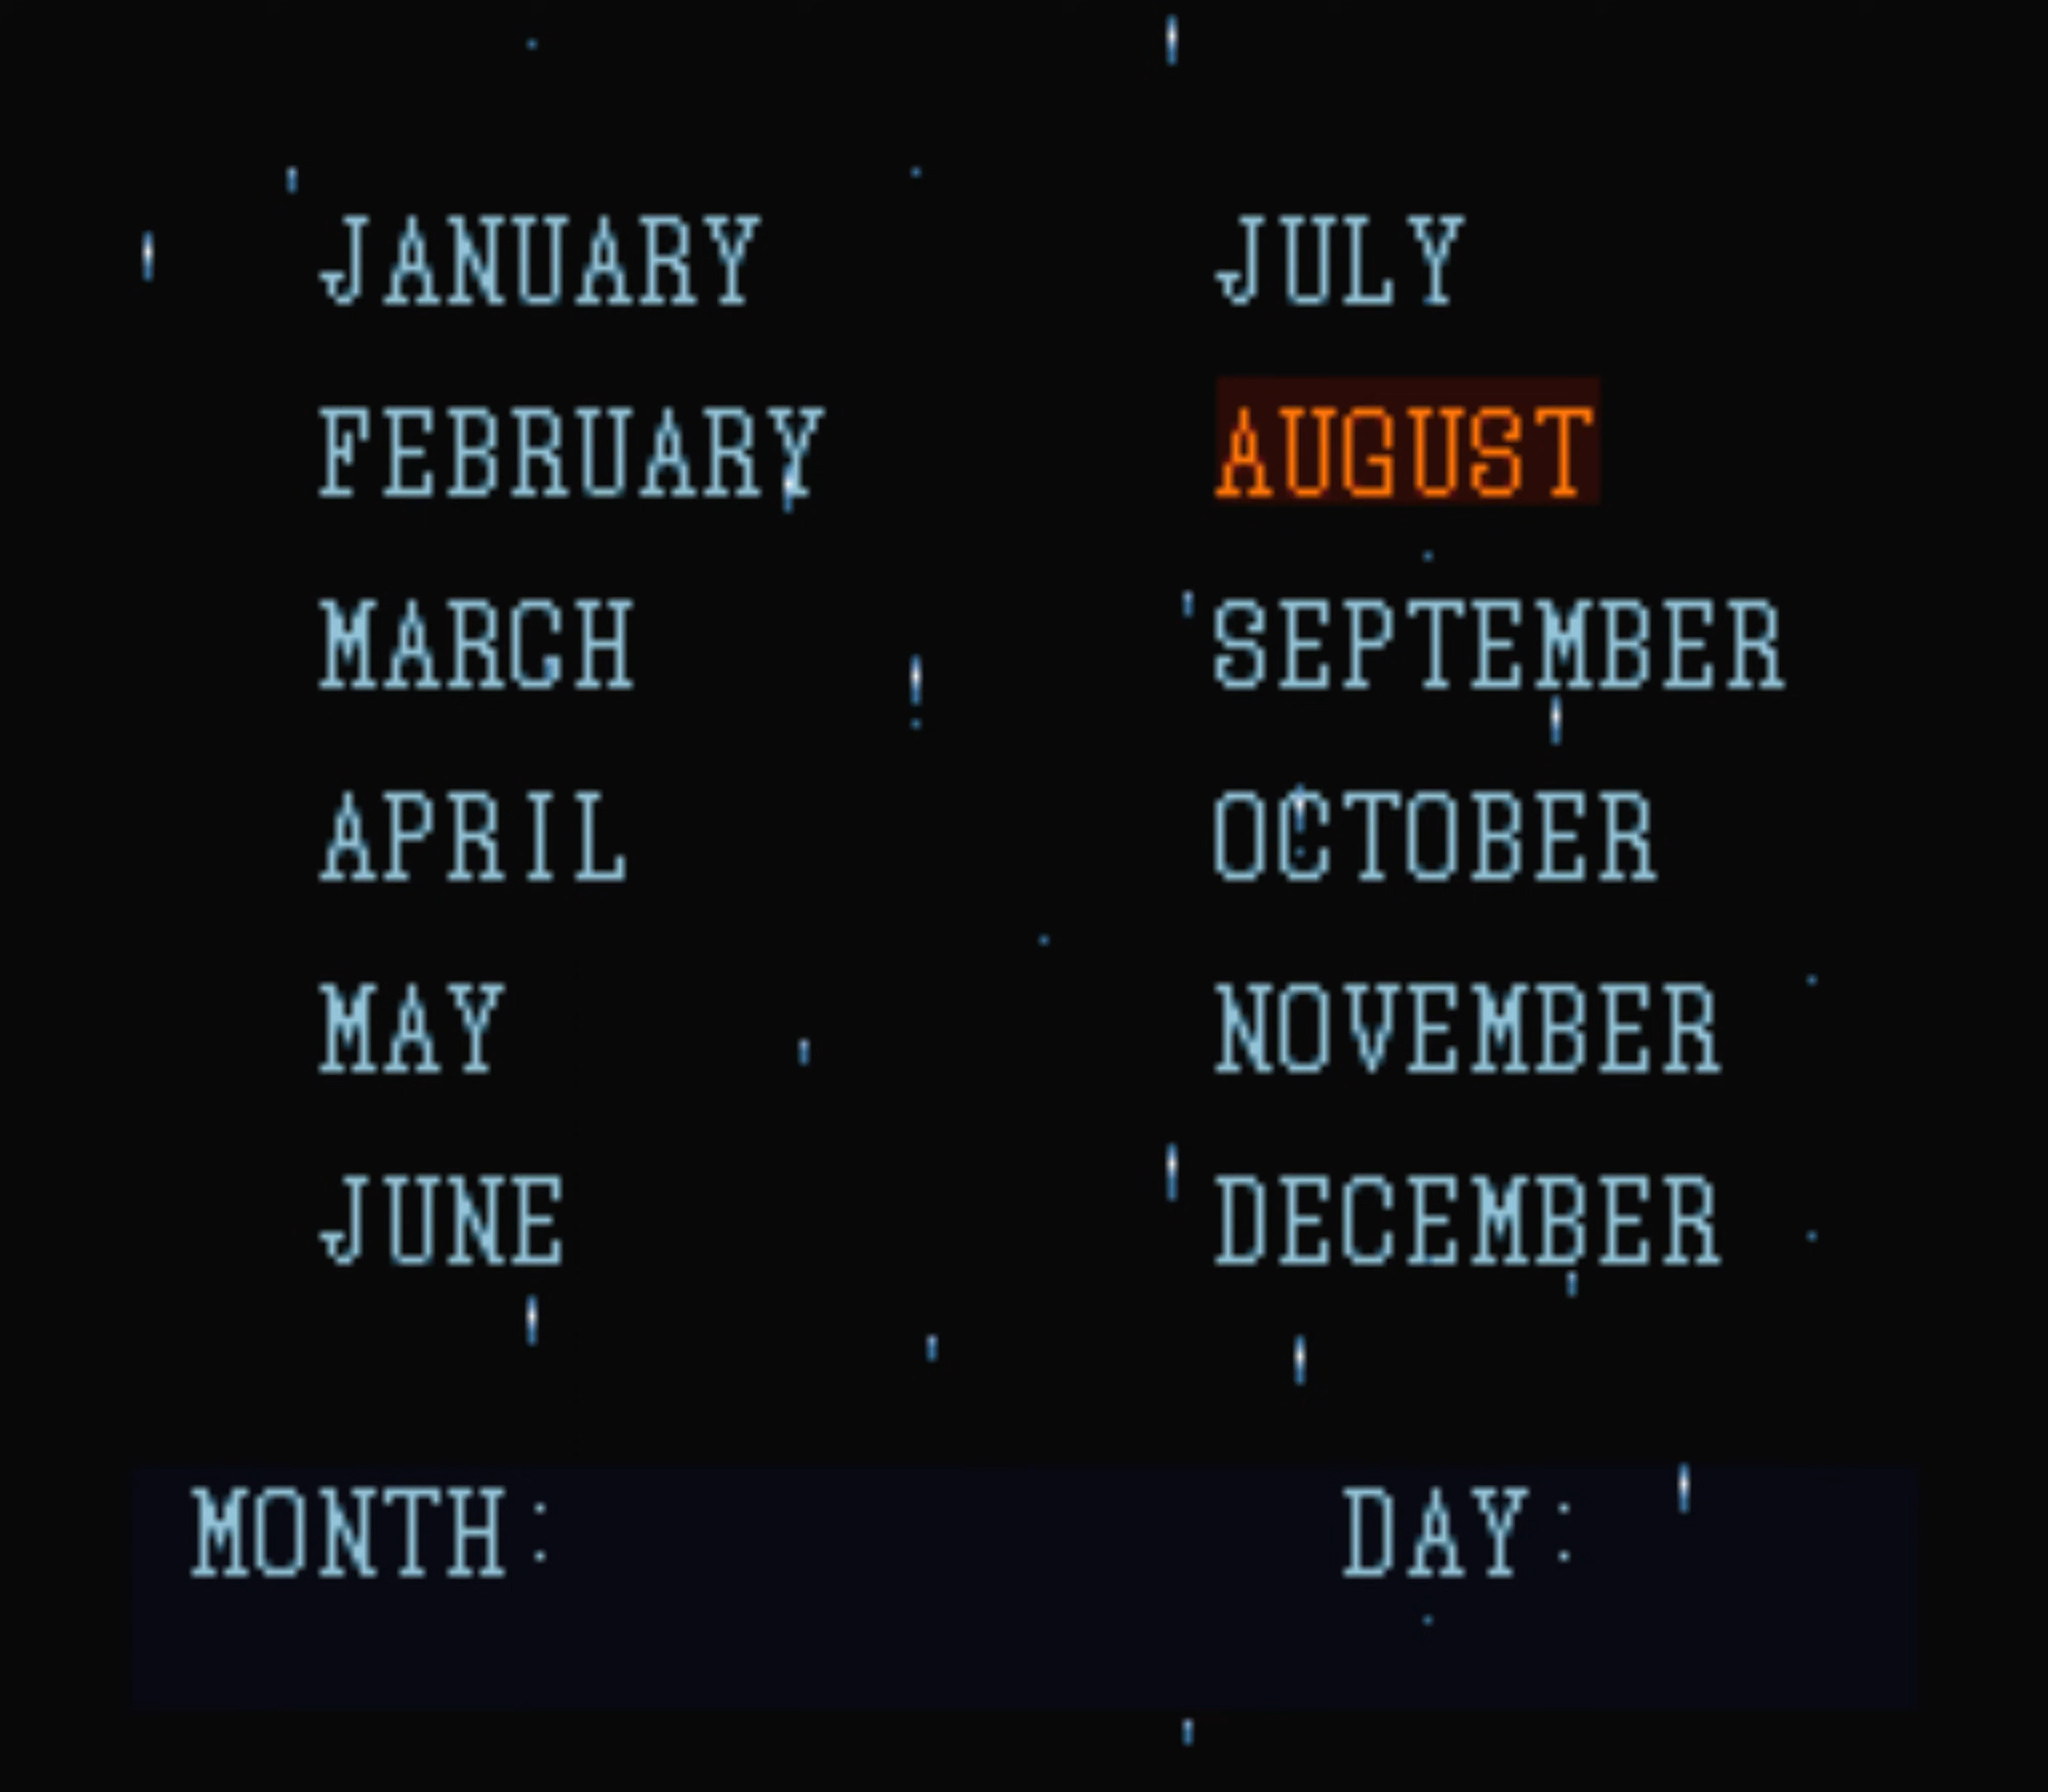 JANUARY JULY
FEBRUARY AUGUST
MARCH SEPTEMBER
APRIL OCTOBER
MAY NOVEMBER
JUNE DECEMBER
MONTH: DAY: